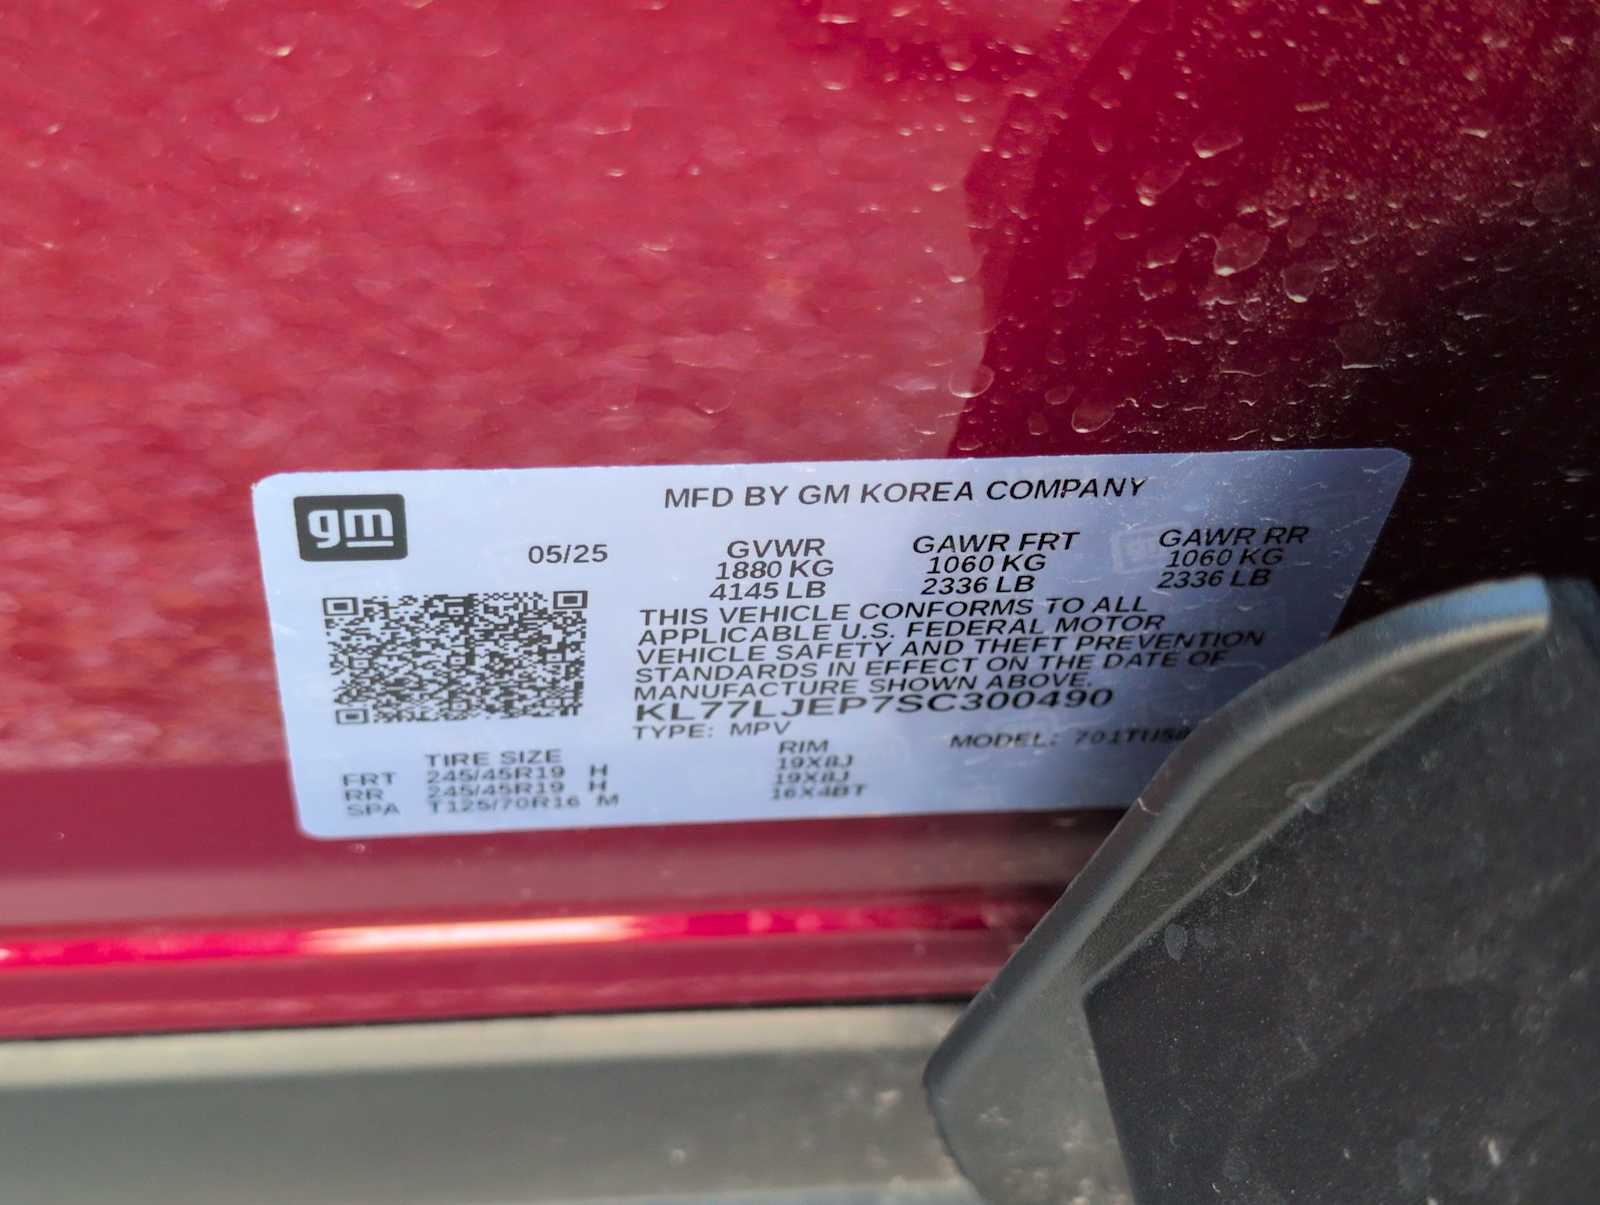 gm
MFD BY GM KOREA COMPANY
05/25
GVWR GAWR FRT GAWR RR
1880 KG 1060 KG 1060 KG
4145 LB 2336 LB 2336 LB
THIS VEHICLE CONFORMS TO ALL
APPLICABLE U.S. FEDERAL MOTOR
VEHICLE SAFETY AND THEFT PREVENTION
STANDARDS IN EFFECT ON THE DATE OF
MANUFACTURE SHOWN ABOVE.
KL77LJEP7SC300490
TYPE: MPV MODEL:
TIRE SIZE RIM
FRT 245/45R19 H 19X8J
RR 245/45R19 H 19X8J
SPA T125/70R16 M 16X4BT